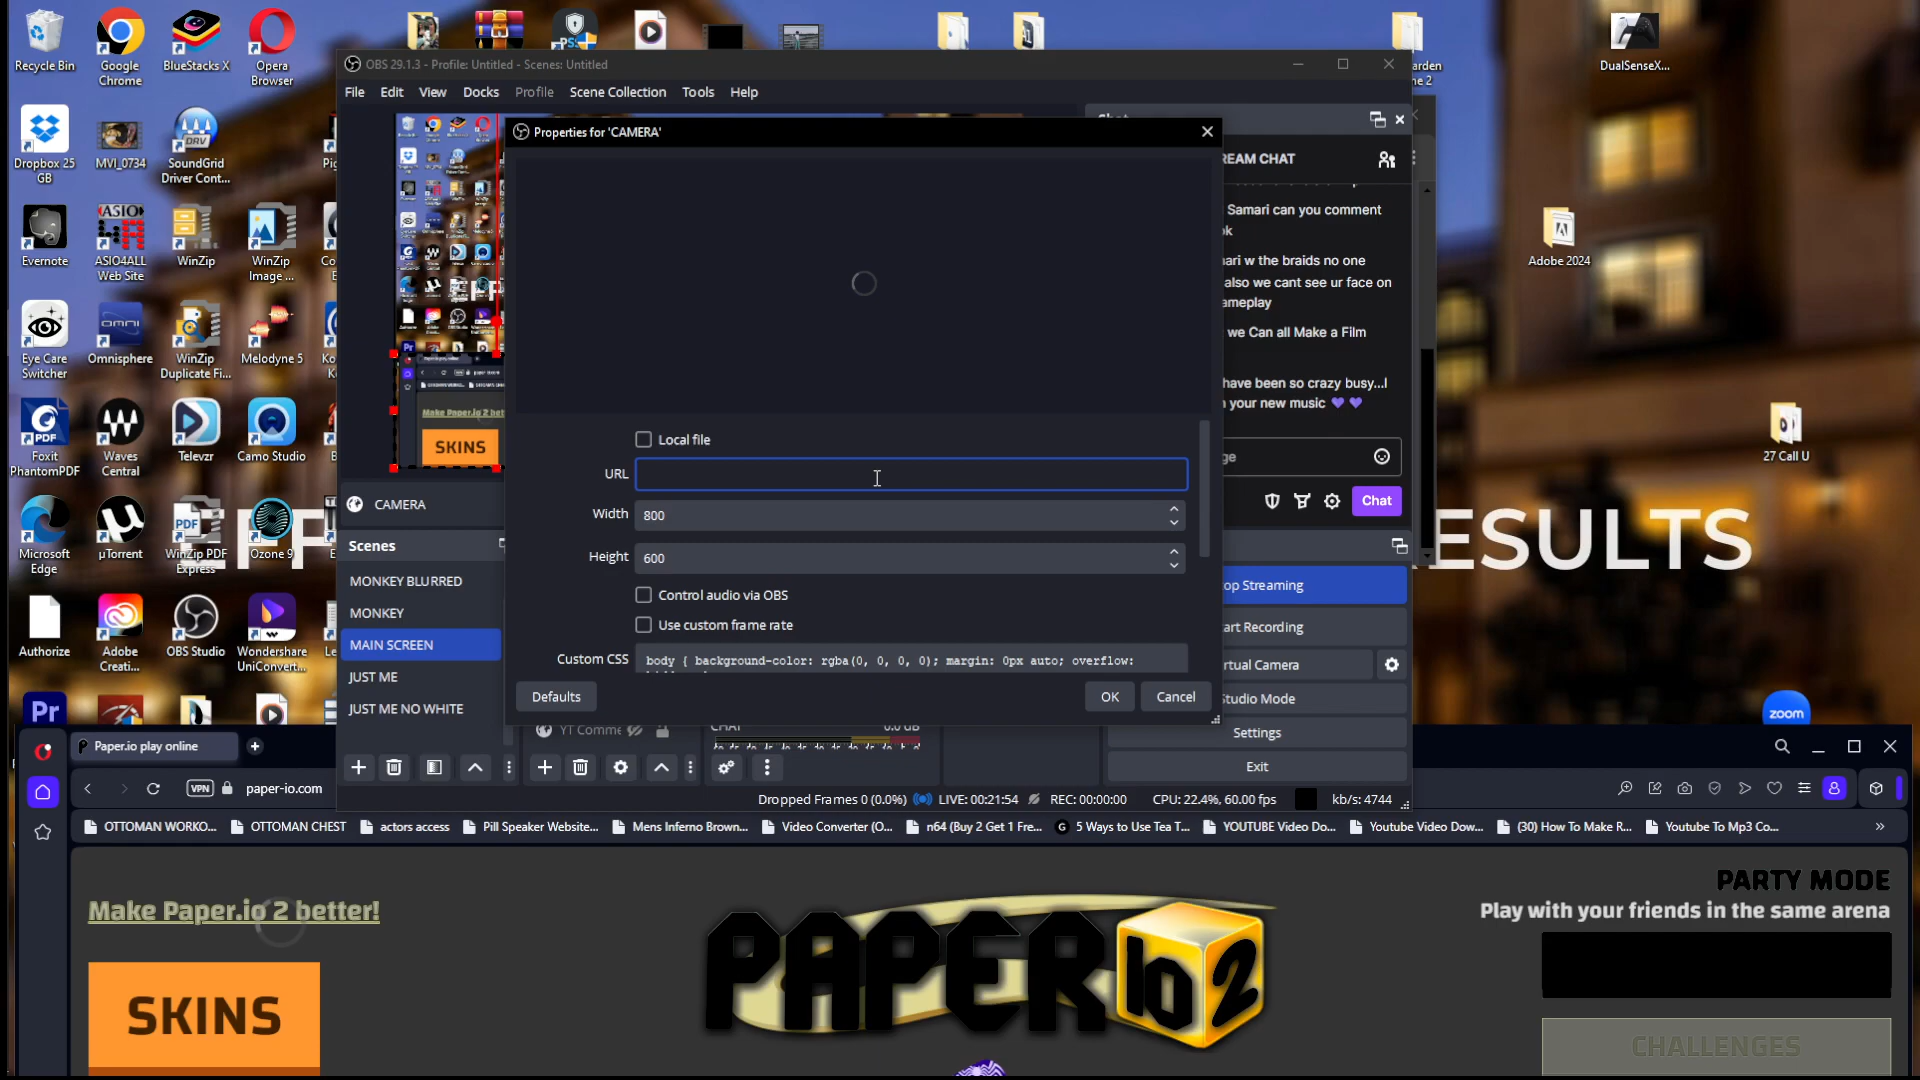 Recycle Bin
Google Chrome
BlueStacks X
Opera Browser
DualSenseX...
OBS 29.1.3 - Profile: Untitled - Scenes: Untitled
File Edit View Docks Profile Scene Collection Tools Help
Properties for 'CAMERA'
Dropbox 25 GB
MVI_0734
SoundGrid Driver Cont...
REAM CHAT
Samari can you comment
Evernote
ASIO4ALL Web Site
WinZip
WinZip Image ...
Adobe 2024
also we cant see ur face on
we Can all Make a Film
Eye Care Switcher
Omnisphere
WinZip Duplicate Fi...
Melodyne 5
have been so crazy busy...I
your new music
Make Paper.io 2 bet
SKINS
Local file
URL
Foxit PhantomPDF
Waves Central
Televzr
Camo Studio
27 Call U
CAMERA
Width 800
Chat
Scenes
Height 600
ESULTS
Microsoft Edge
µTorrent
WinZip PDF Express
Ozone 9
MONKEY BLURRED
MONKEY
MAIN SCREEN
JUST ME
JUST ME NO WHITE
Control audio via OBS
Use custom frame rate
Custom CSS body { background-color: rgba(0, 0, 0, 0); margin: 0px auto; overflow:
op Streaming
art Recording
rtual Camera
Studio Mode
Settings
Exit
Authorize
Adobe Creati...
OBS Studio
Wondershare UniConvert...
Defaults
OK
Cancel
Pr
zoom
YT Comme
CHAT
0.0 dB
Dropped Frames 0 (0.0%) LIVE: 00:21:54 REC: 00:00:00 CPU: 22.4%, 60.00 fps kb/s: 4744
Paper.io play online
VPN paper-io.com
OTTOMAN WORKO... OTTOMAN CHEST actors access Pill Speaker Website... Mens Inferno Brown... Video Converter (O... n64 (Buy 2 Get 1 Fre... 5 Ways to Use Tea T... YOUTUBE Video Do... Youtube Video Dow... (30) How To Make R... Youtube To Mp3 Co...
Make Paper.io 2 better!
SKINS
PAPER IO 2
PARTY MODE
Play with your friends in the same arena
CHALLENGES